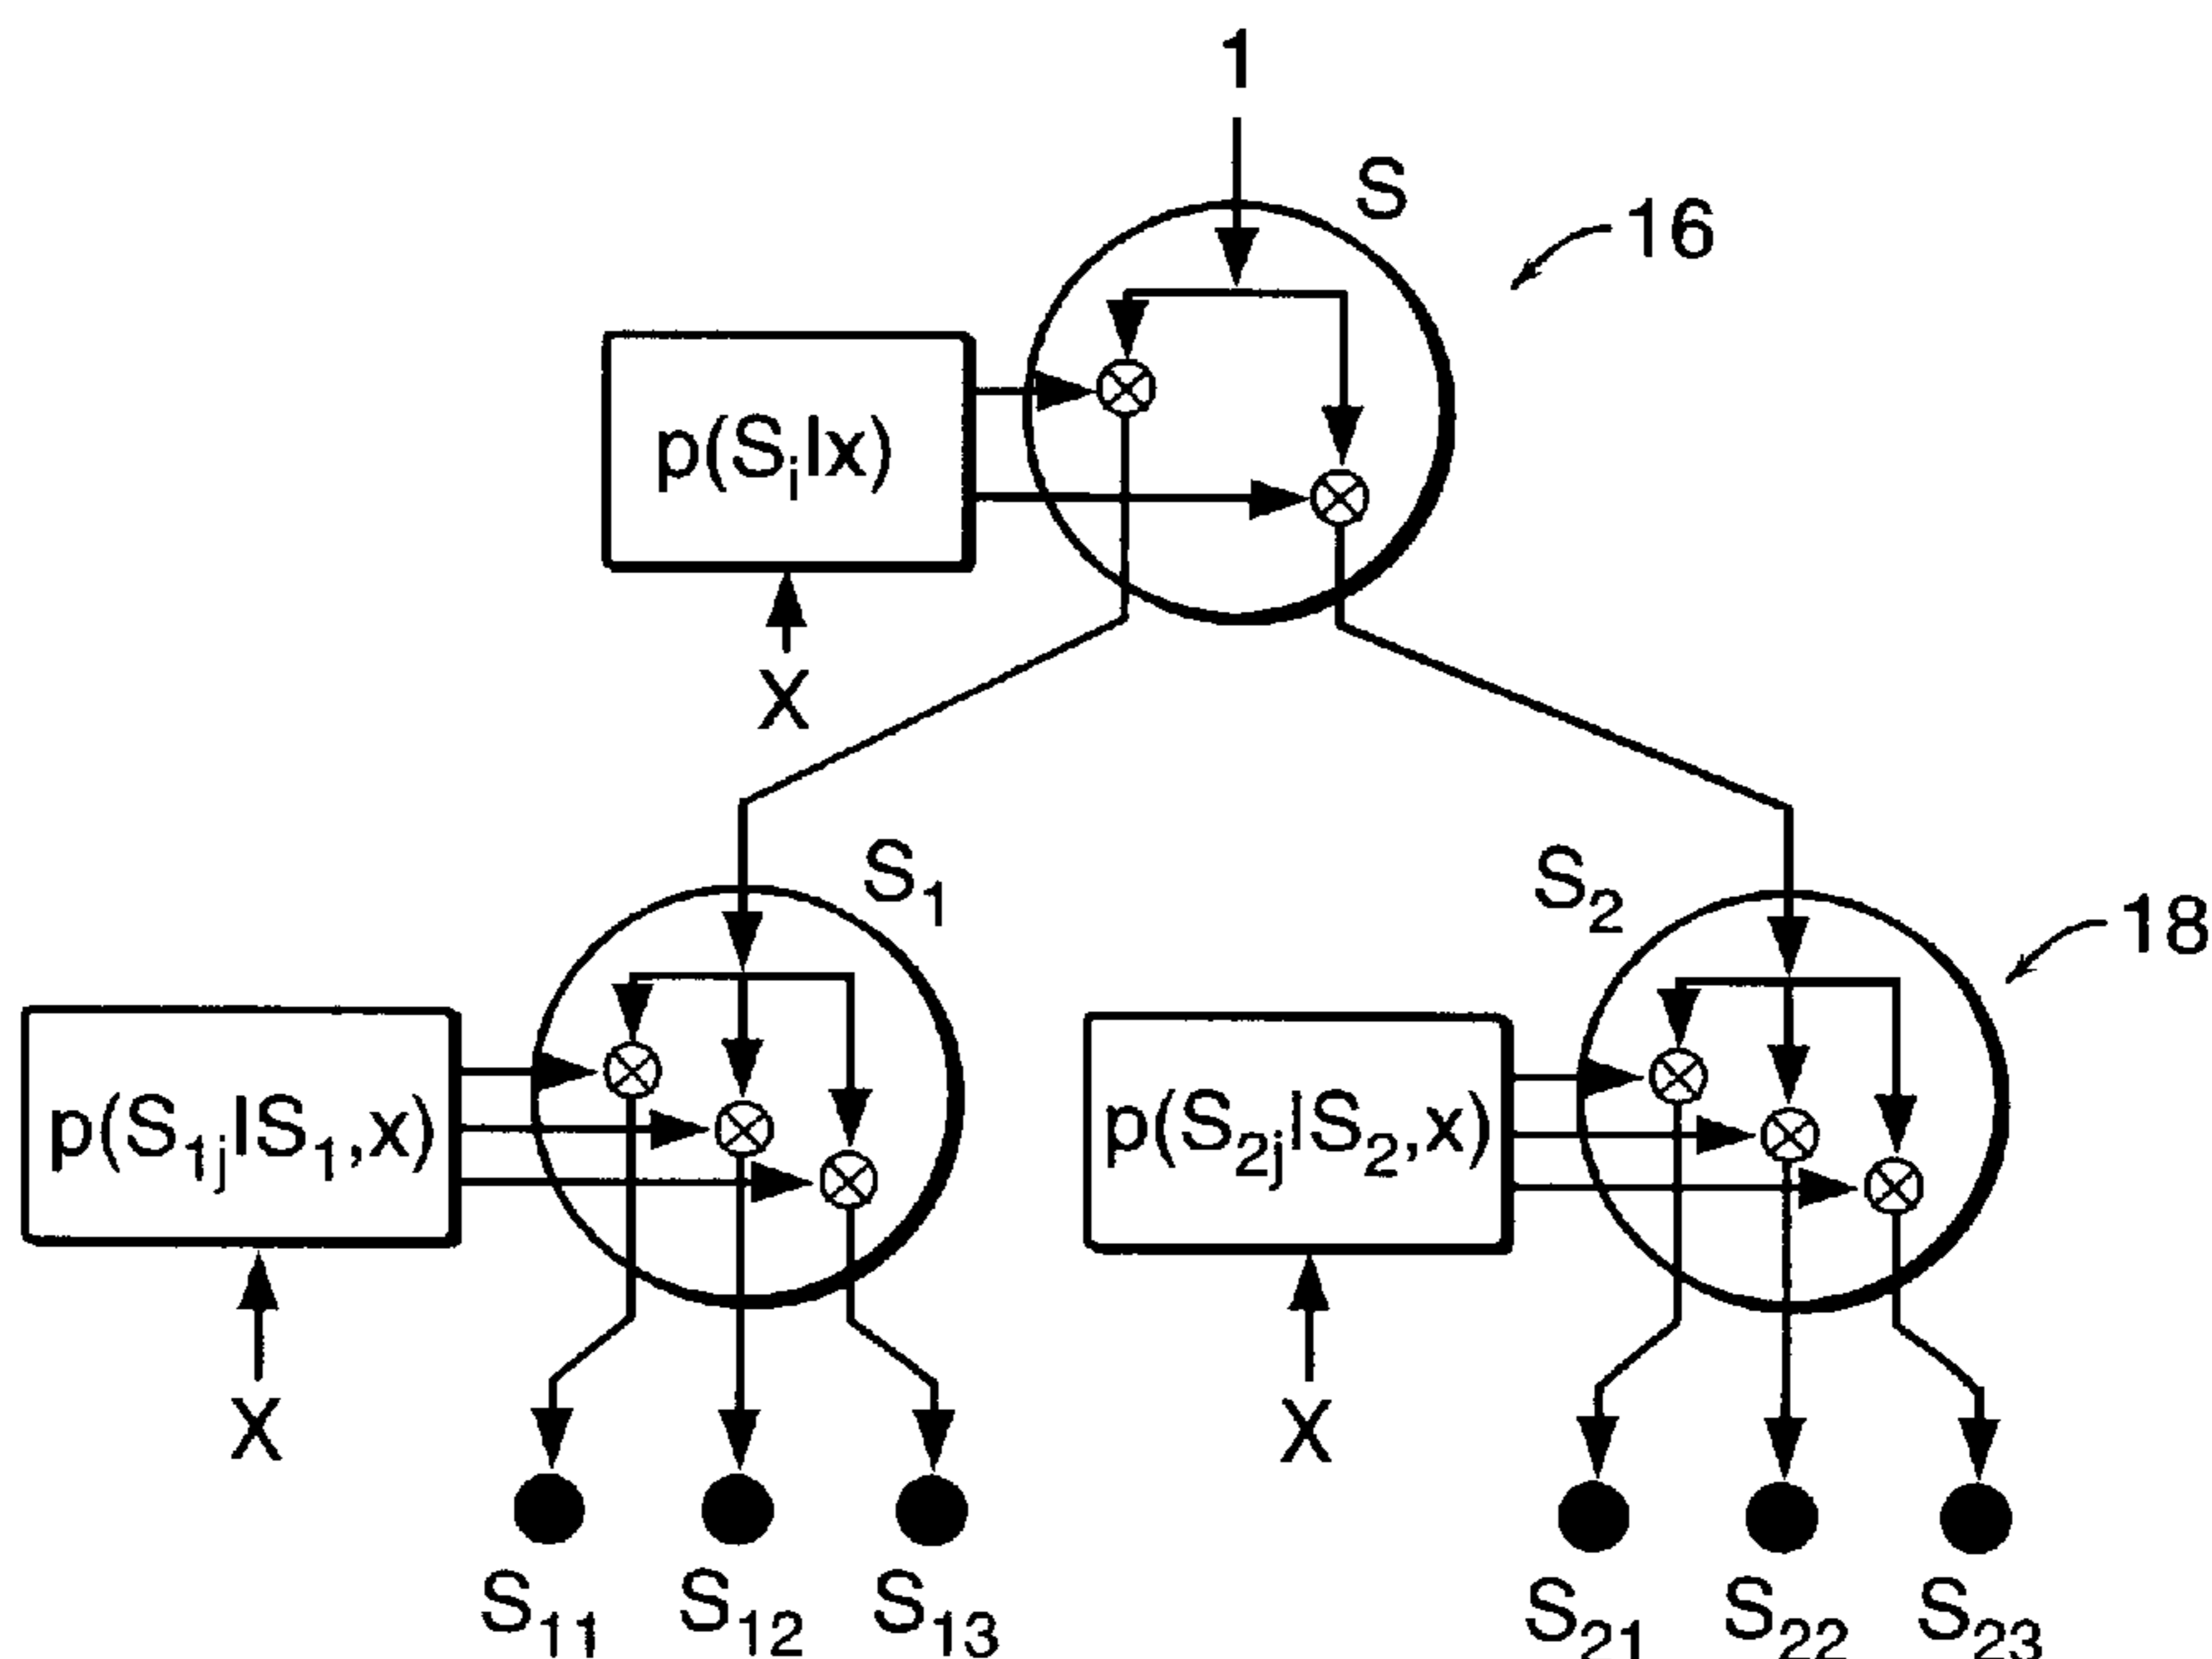 1
S
16
p(S_i|x)
X
S_1
S_2
18
p(S_1j|S_1,x)
p(S_2j|S_2,x)
X
X
S_11 S_12 S_13
S_21 S_22 S_23